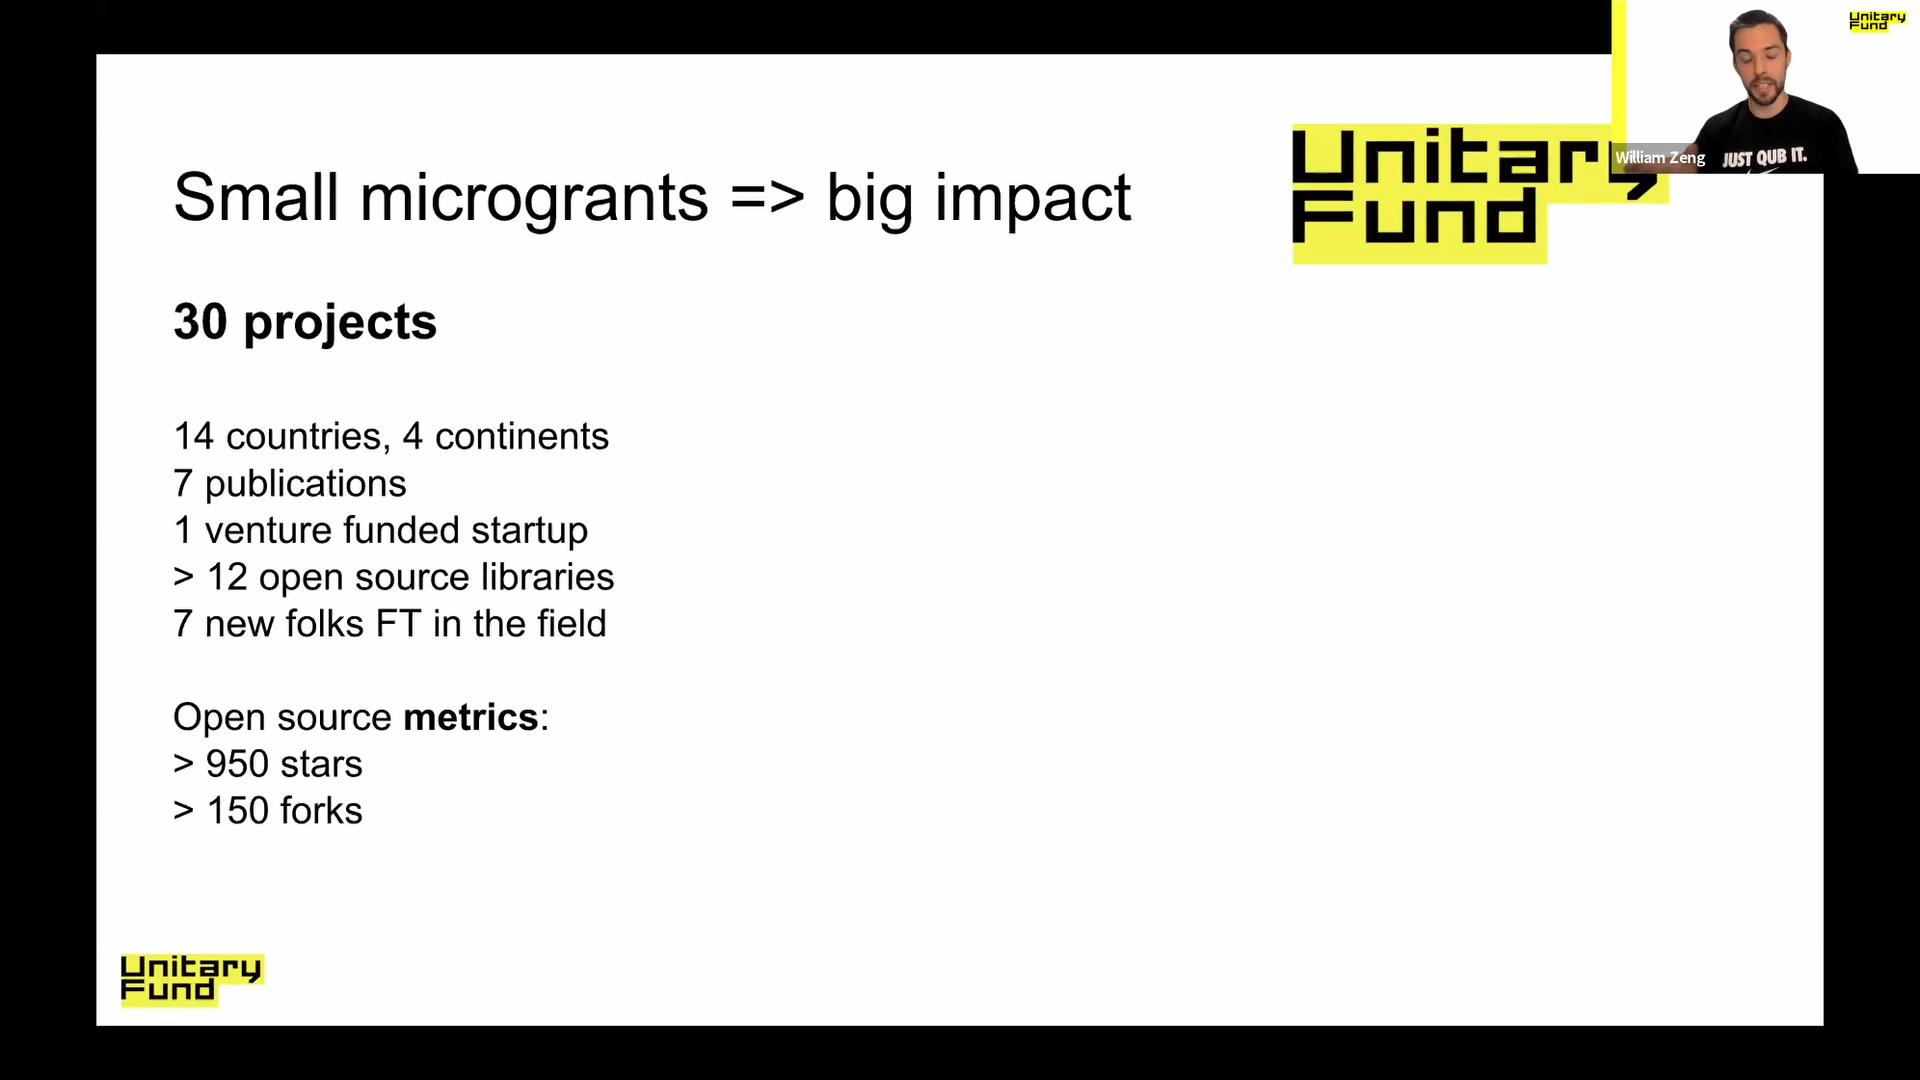 Small microgrants => big impact
Unitary
Fund
30 projects
14 countries, 4 continents
7 publications
1 venture funded startup
> 12 open source libraries
7 new folks FT in the field
Open source metrics:
> 950 stars
> 150 forks
Unitary
Fund
Unitary
Fund
William Zeng
JUST QUB IT.